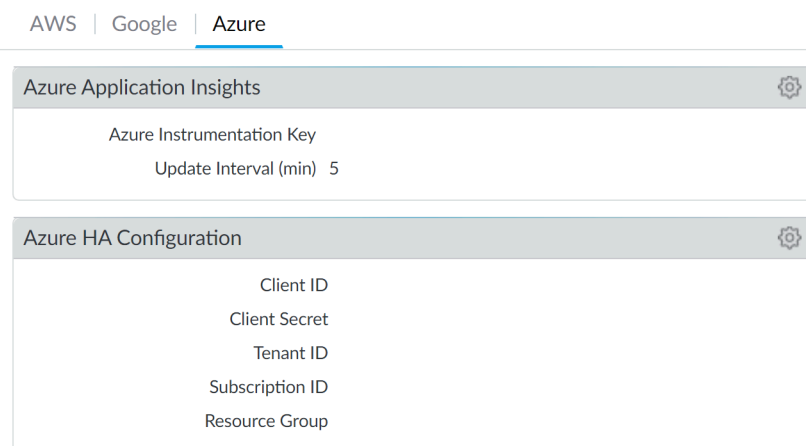 AWS | Google | Azure
Azure Application Insights
Azure Instrumentation Key
Update Interval (min) 5
Azure HA Configuration
Client ID
Client Secret
Tenant ID
Subscription ID
Resource Group